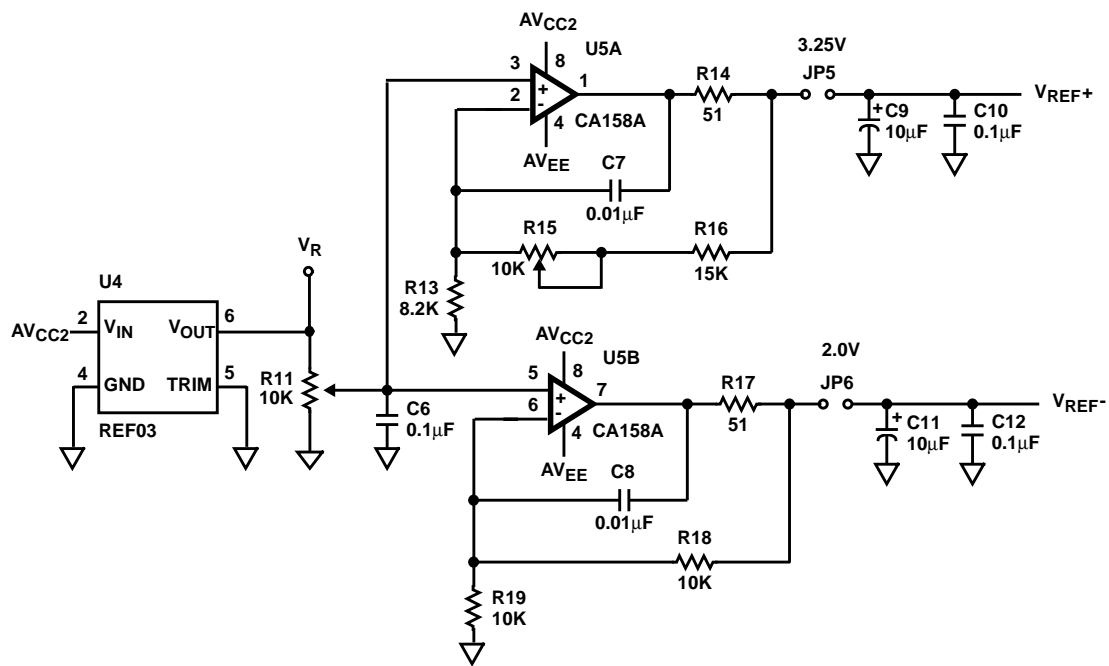 AVCC2
U5A
3.25V
3
8
1
R14
JP5
VREF+
2
+
-
51
+
C9
10µF
C10
0.1µF
4
CA158A
AVEE
C7
0.01µF
VR
R15
10K
R16
15K
U4
R13
8.2K
AVCC2
2
VIN
VOUT
6
AVCC2
U5B
2.0V
4
GND
TRIM
5
R11
10K
5
8
7
R17
JP6
VREF-
6
+
-
51
+
C11
10µF
C12
0.1µF
REF03
C6
0.1µF
4
CA158A
AVEE
C8
0.01µF
R18
10K
R19
10K